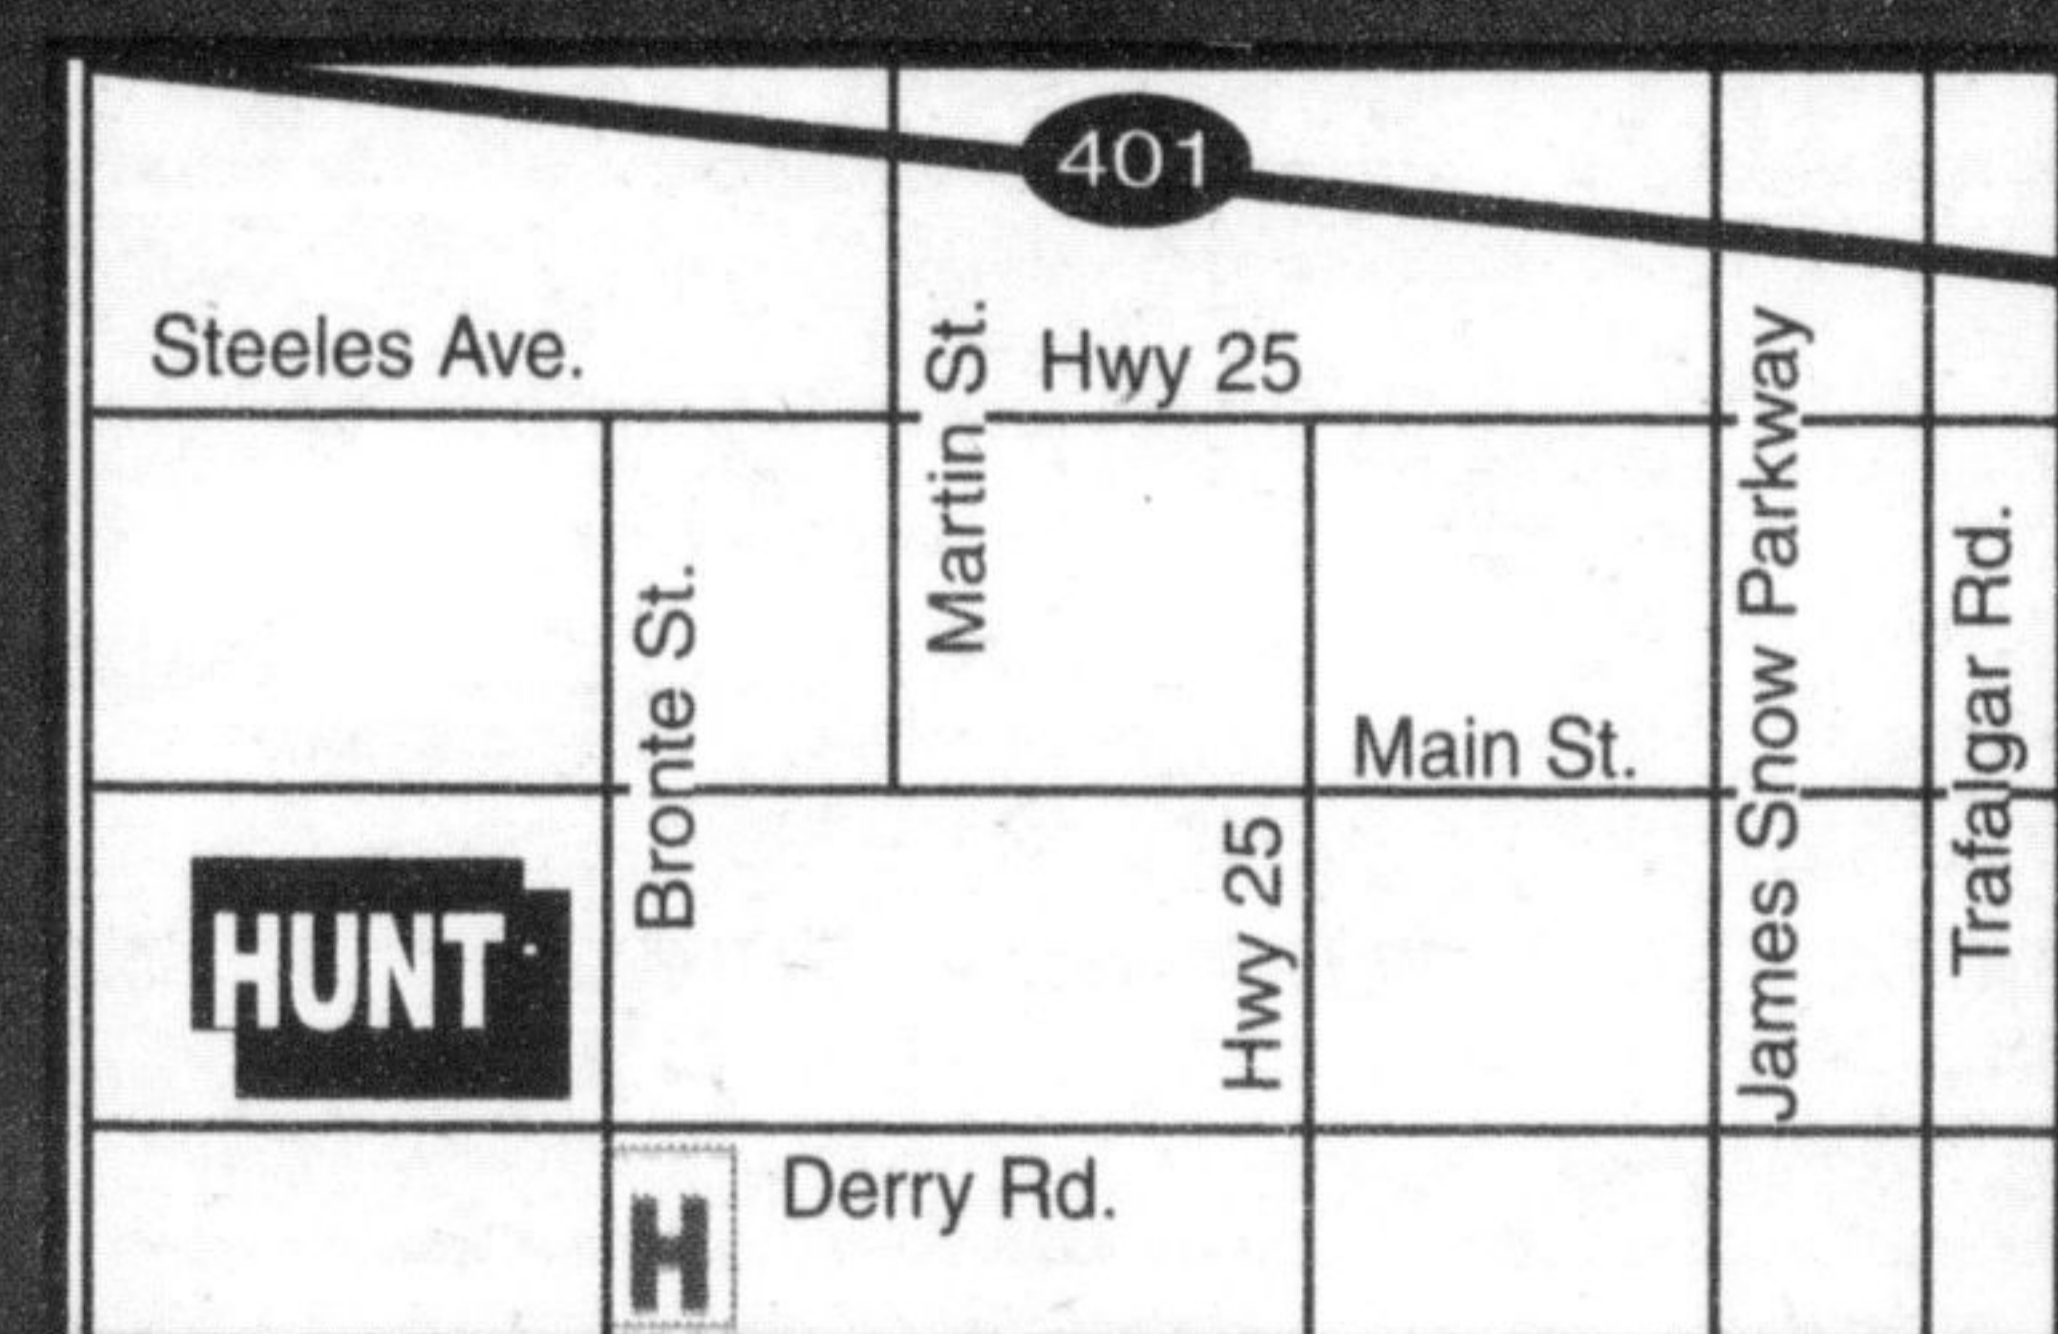 401
Steeles Ave.
Martin St.
Hwy 25
James Snow Parkway
Trafalgar Rd.
Bronte St.
Main St.
Hwy 25
HUNT
Derry Rd.
H